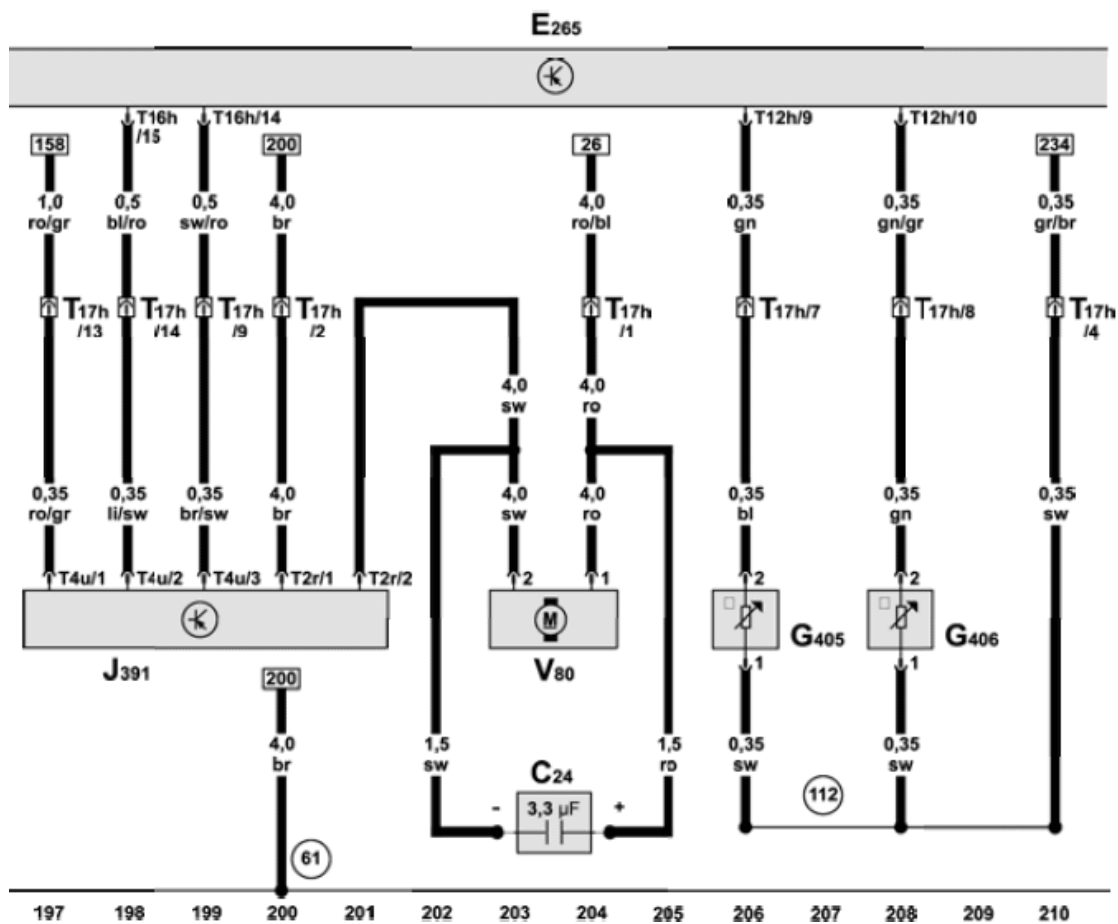 E265
T16h /15
T16h/14
T12h/9
T12h/10
158
200
26
234
1,0 ro/gr
0,5 bl/ro
0,5 sw/ro
4,0 br
4,0 ro/bl
0,35 gn
0,35 gn/gr
0,35 gr/br
T17h /13
T17h /14
T17h /9
T17h /2
T17h /1
T17h/7
T17h/8
T17h /4
4,0 sw
4,0 ro
0,35 ro/gr
0,35 li/sw
0,35 br/sw
4,0 br
4,0 sw
4,0 ro
0,35 bl
0,35 gn
0,35 sw
T4u/1
T4u/2
T4u/3
T2r/1
T2r/2
2
1
2
2
M
J391
V80
G405
G406
200
1
1
4,0 br
1,5 sw
1,5 ro
0,35 sw
0,35 sw
C24
112
- 3,3 µF +
61
197 198 199 200 201 202 203 204 205 206 207 208 209 210